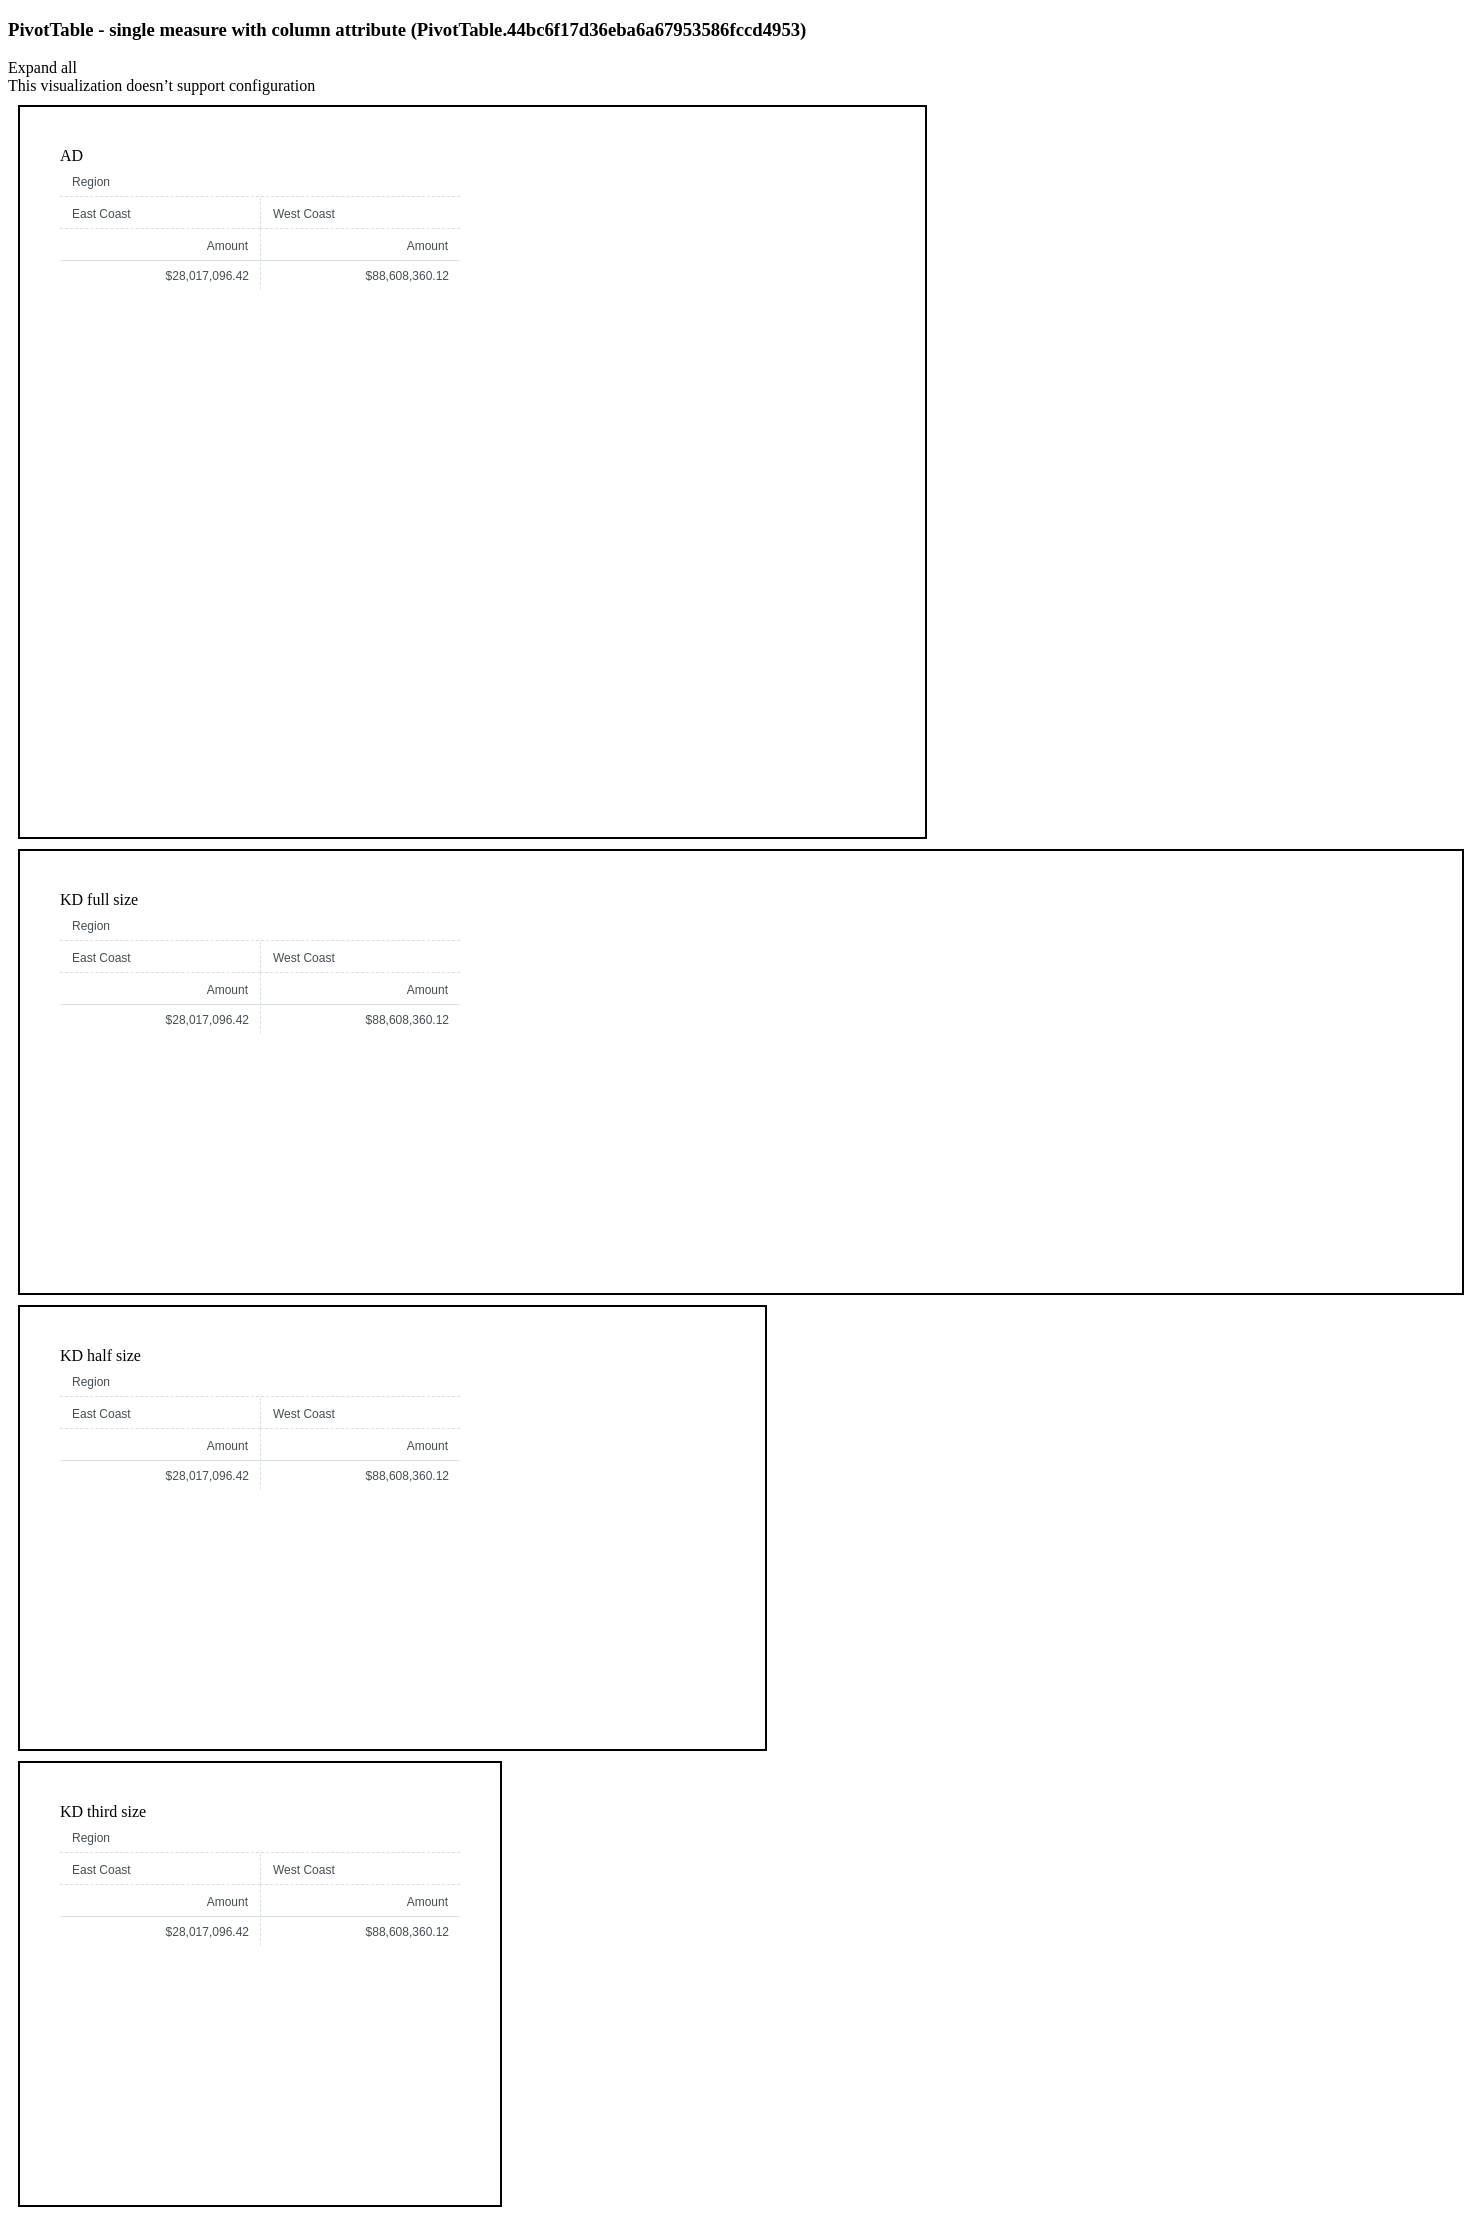 PivotTable - single measure with column attribute (PivotTable.44bc6f17d36eba6a67953586fccd4953)
Expand all
This visualization doesn’t support configuration
AD
Region
East Coast West Coast
Amount Amount
$28,017,096.42 $88,608,360.12
KD full size
Region
East Coast West Coast
Amount Amount
$28,017,096.42 $88,608,360.12
KD half size
Region
East Coast West Coast
Amount Amount
$28,017,096.42 $88,608,360.12
KD third size
Region
East Coast West Coast
Amount Amount
$28,017,096.42 $88,608,360.12